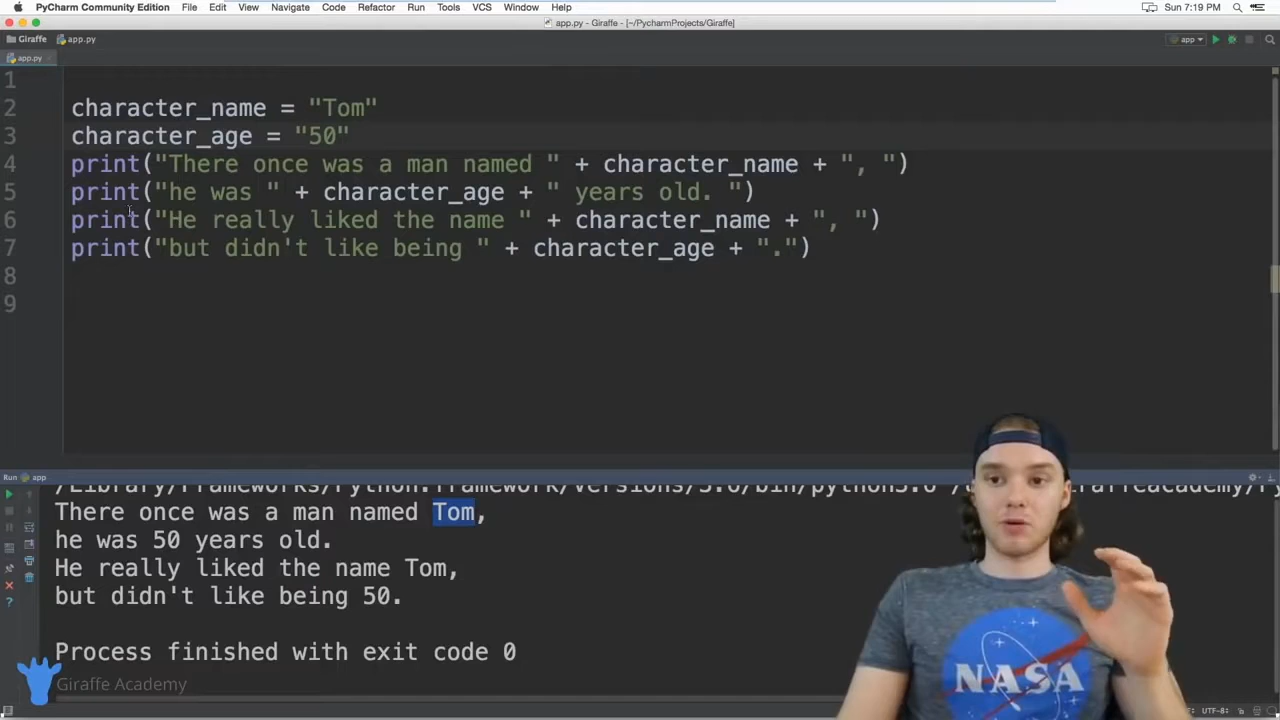 PyCharm Community Edition File Edit View Navigate Code Refactor Run Tools VCS Window Help Sun 7:19 PM
app.py - Giraffe - [~/PycharmProjects/Giraffe]
Giraffe app.py app
app.py
1
2 character_name = "Tom"
3 character_age = "50"
4 print("There once was a man named " + character_name + ", ")
5 print("he was " + character_age + " years old. ")
6 print("He really liked the name " + character_name + ", ")
7 print("but didn't like being " + character_age + ".")
8
9
Run app
There once was a man named Tom,
he was 50 years old.
He really liked the name Tom,
but didn't like being 50.
Process finished with exit code 0
NASA
Giraffe Academy
UTF-8